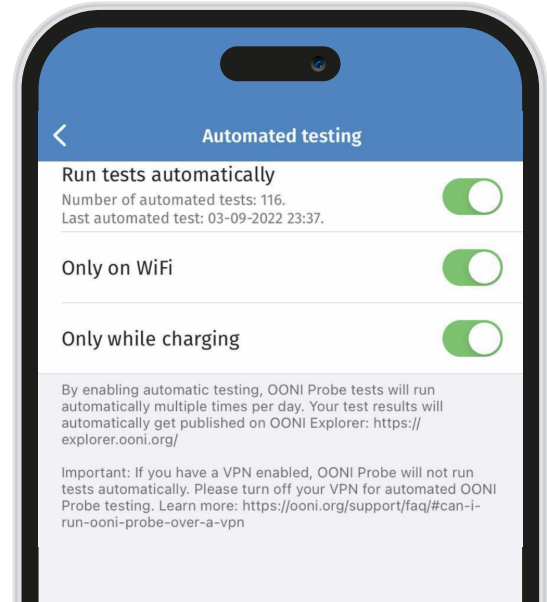 Automated testing
Run tests automatically
Number of automated tests: 116.
Last automated test: 03-09-2022 23:37.
Only on WiFi
Only while charging
By enabling automatic testing, OONI Probe tests will run
automatically multiple times per day. Your test results will
automatically get published on OONI Explorer: https://
explorer.ooni.org/
Important: If you have a VPN enabled, OONI Probe will not run
tests automatically. Please turn off your VPN for automated OONI
Probe testing. Learn more: https://ooni.org/support/faq/#can-i-
run-ooni-probe-over-a-vpn